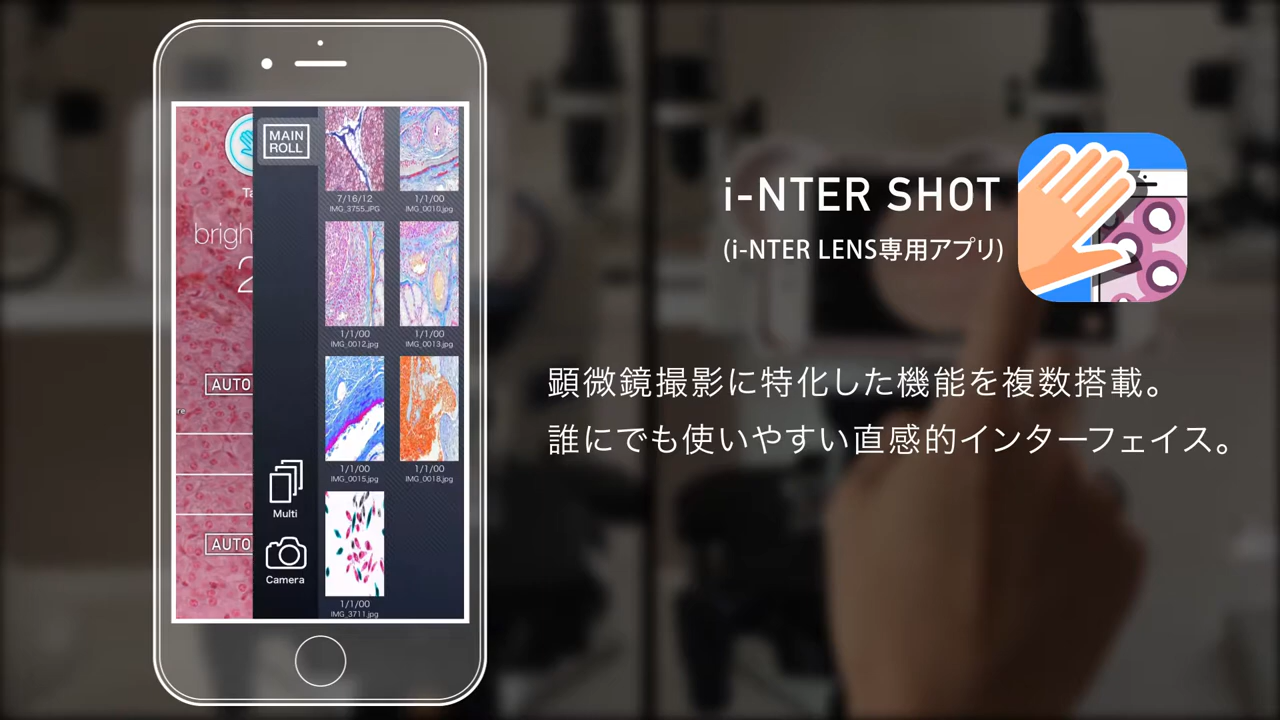 MAIN
ROLL
Ta
brigh
2
AUTO
re
AUTO
Multi
Camera
7/16/12
IMG_3755.JPG
1/1/00
IMG_0010.jpg
1/1/00
IMG_0012.jpg
1/1/00
IMG_0013.jpg
1/1/00
IMG_0015.jpg
1/1/00
IMG_0018.jpg
1/1/00
IMG_3711.jpg
i-NTER SHOT
(i-NTER LENS専用アプリ)
顕微鏡撮影に特化した機能を複数搭載。
誰にでも使いやすい直感的インターフェイス。